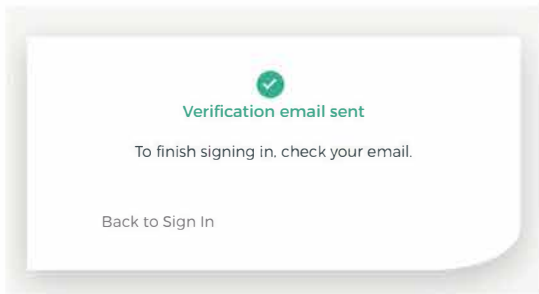 Verification email sent
To finish signing in, check your email.
Back to Sign In